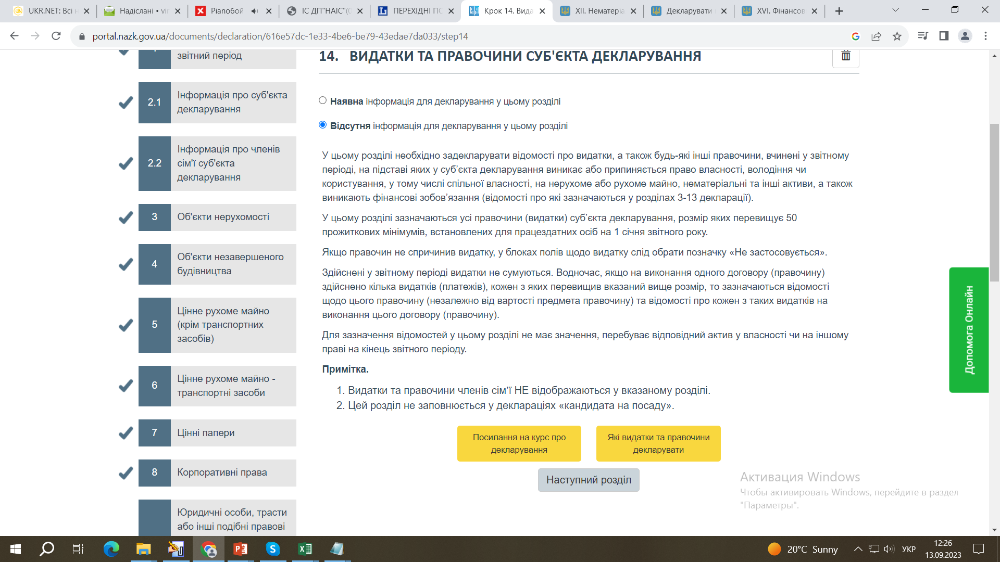 UKR.NET: Всі н
Надіслані • vir
Pianoбой
ІС ДП"НАІС"(0
ПЕРЕХІДНІ ПО
Крок 14. Вида
XII. Нематеріа
Декларувати
XVI. Фінансов
portal.nazk.gov.ua/documents/declaration/616e57dc-1e33-4be6-be79-43edae7da033/step14
звітний період
2.1
Інформація про суб'єкта
декларування
2.2
Інформація про членів
сім'ї суб'єкта
декларування
3
Об'єкти нерухомості
4
Об'єкти незавершеного
будівництва
5
Цінне рухоме майно
(крім транспортних
засобів)
6
Цінне рухоме майно -
транспортні засоби
7
Цінні папери
8
Корпоративні права
Юридичні особи, трасти
або інші подібні правові
14. ВИДАТКИ ТА ПРАВОЧИНИ СУБ'ЄКТА ДЕКЛАРУВАННЯ
Наявна інформація для декларування у цьому розділі
Відсутня інформація для декларування у цьому розділі
У цьому розділі необхідно задекларувати відомості про видатки, а також будь-які інші правочини, вчинені у звітному
періоді, на підставі яких у суб’єкта декларування виникає або припиняється право власності, володіння чи
користування, у тому числі спільної власності, на нерухоме або рухоме майно, нематеріальні та інші активи, а також
виникають фінансові зобов’язання (відомості про які зазначаються у розділах 3-13 декларації).
У цьому розділі зазначаються усі правочини (видатки) суб’єкта декларування, розмір яких перевищує 50
прожиткових мінімумів, встановлених для працездатних осіб на 1 січня звітного року.
Якщо правочин не спричинив видатку, у блоках полів щодо видатку слід обрати позначку «Не застосовується».
Здійснені у звітному періоді видатки не сумуються. Водночас, якщо на виконання одного договору (правочину)
здійснено кілька видатків (платежів), кожен з яких перевищив вказаний вище розмір, то зазначаються відомості
щодо цього правочину (незалежно від вартості предмета правочину) та відомості про кожен з таких видатків на
виконання цього договору (правочину).
Для зазначення відомостей у цьому розділі не має значення, перебуває відповідний актив у власності чи на іншому
праві на кінець звітного періоду.
Примітка.
1. Видатки та правочини членів сім’ї НЕ відображаються у вказаному розділі.
2. Цей розділ не заповнюється у деклараціях «кандидата на посаду».
Посилання на курс про
декларування
Які видатки та правочини
декларувати
Наступний розділ
Допомога Онлайн
Активация Windows
Чтобы активировать Windows, перейдите в раздел
"Параметры".
20°C Sunny
УКР
12:26
13.09.2023